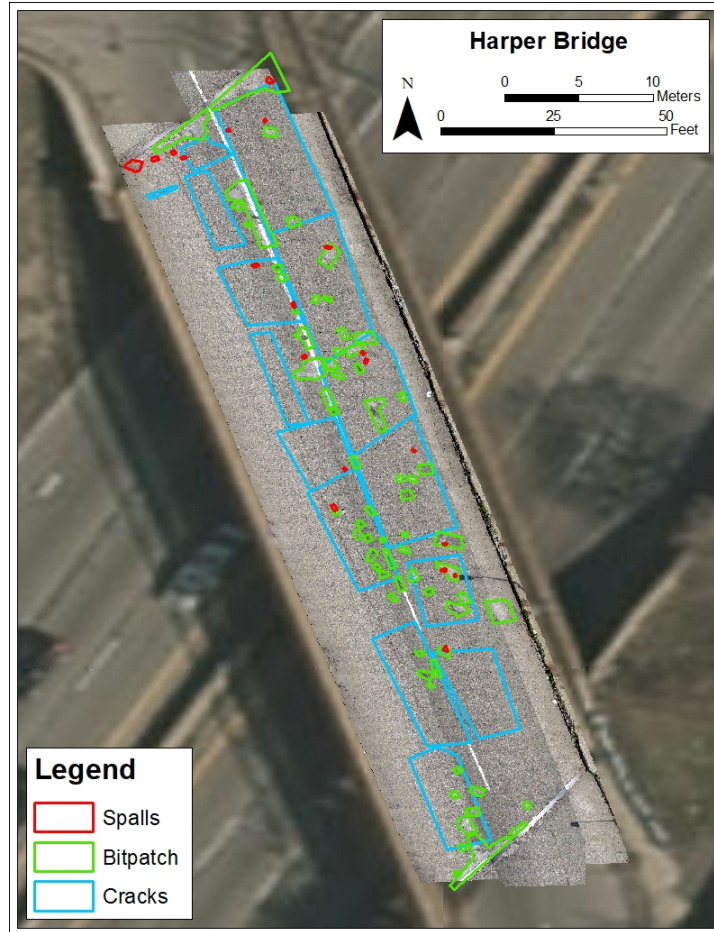 Harper Bridge
N
0 5 10
Meters
0 25 50
Feet
Legend
Spalls
Bitpatch
Cracks